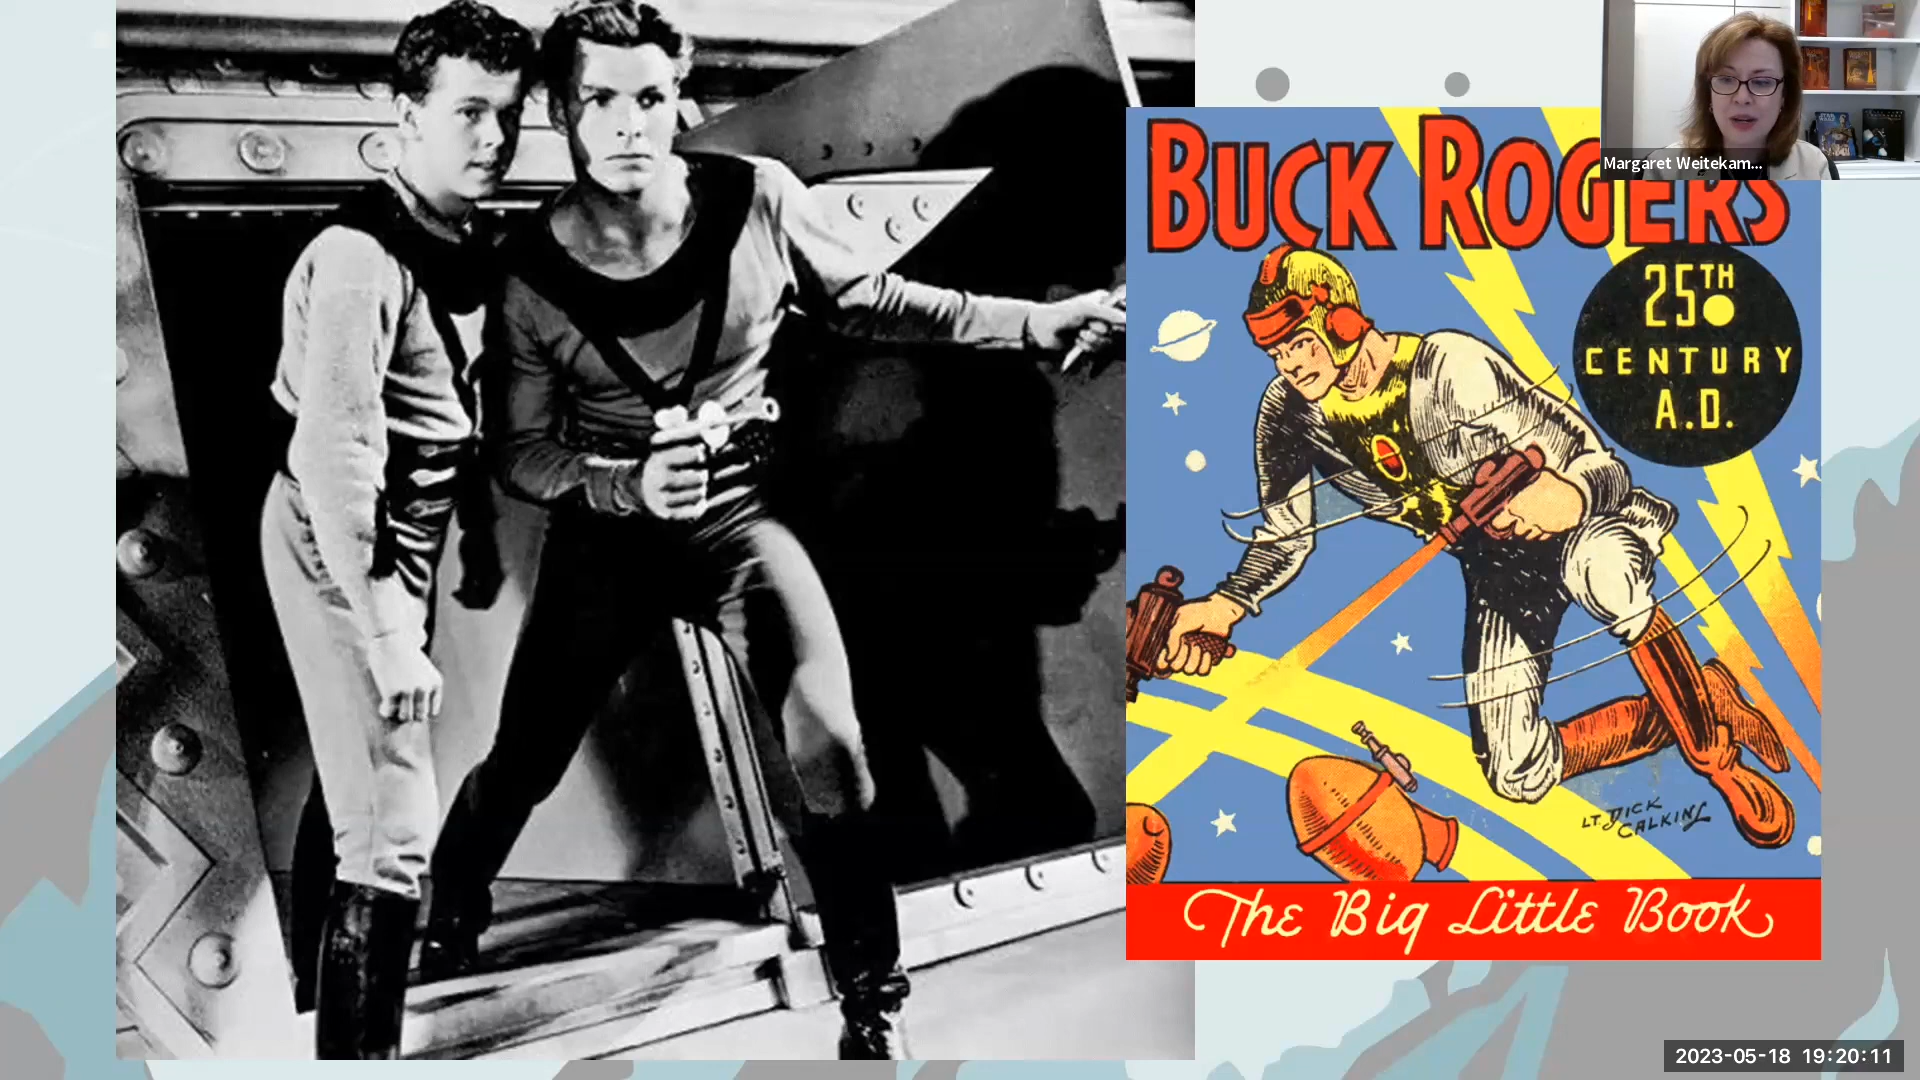 Margaret Weitekam...
BUCK ROGERS
25TH
CENTURY
A.D.
LT. DICK
CALKINS
The Big Little Book
2023-05-18 19:20:11